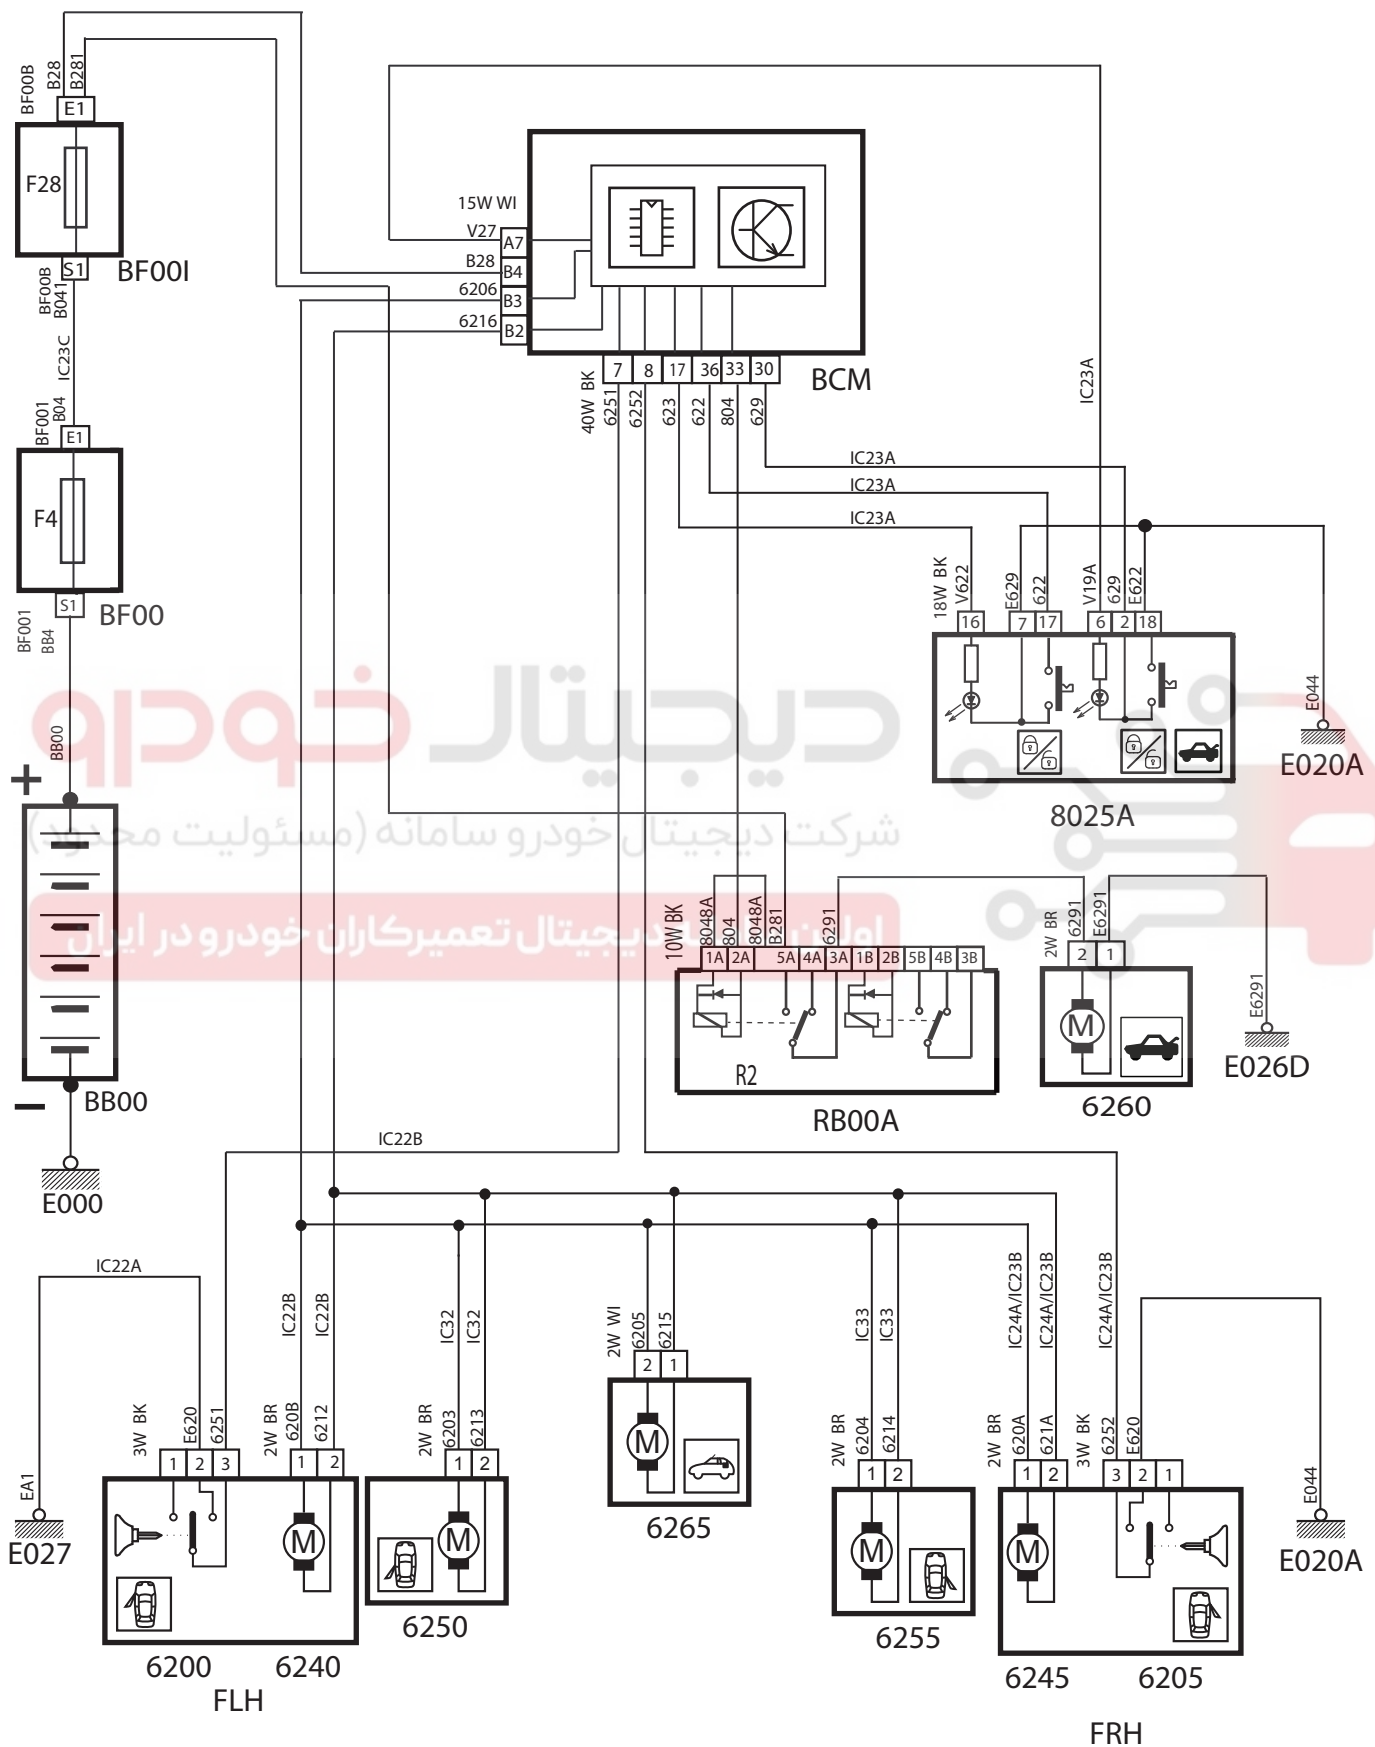 BF00B
B28
B281
E1
F28
S1
BF00I
BF00B
B041
IC23C
BF001
B04
E1
F4
S1
BF00
BF001
BB4
BB00
+
−
BB00
E000
15W WI
V27
A7
B28
B4
6206
B3
6216
B2
BCM
7
8
17
36
33
30
40W BK
6251
6252
623
622
804
629
IC23A
IC23A
IC23A
IC23A
18W BK
V622
E629
622
V19A
629
E622
16
7
17
6
2
18
8025A
E044
E020A
دیجیتال خودرو
شرکت دیجیتال خودرو سامانه (مسئولیت محدود)
دیجیتال تعمیرکاران خودرو در ایران
10W BK
8048A
804
8048A
B281
6291
1A
2A
5A
4A
3A
1B
2B
5B
4B
3B
R2
RB00A
2W BR
6291
E6291
2
1
M
6260
E6291
E026D
IC22B
IC22A
EA1
E027
3W BK
E620
6251
1
2
3
IC22B
IC22B
2W BR
620B
6212
1
2
M
6200
6240
FLH
IC32
IC32
2W BR
6203
6213
1
2
M
6250
2W WI
6205
6215
2
1
M
6265
IC33
IC33
2W BR
6204
6214
1
2
M
6255
IC24A/IC23B
IC24A/IC23B
IC24A/IC23B
2W BR
620A
621A
3W BK
6252
E620
1
2
3
2
1
M
6245
6205
FRH
E044
E020A